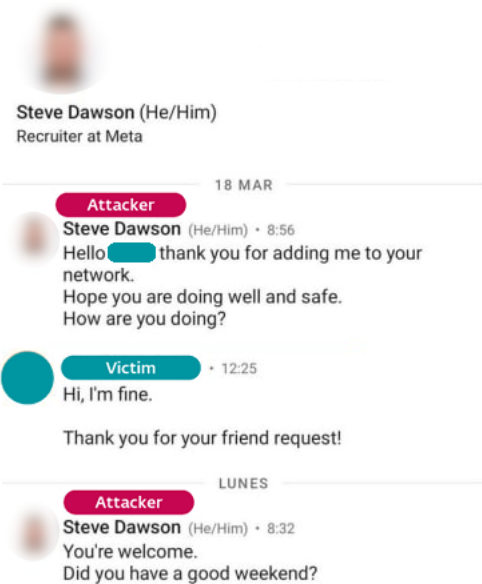 Steve Dawson (He/Him)
Recruiter at Meta
18 MAR
Attacker
Steve Dawson (He/Him) • 8:56
Hello thank you for adding me to your
network.
Hope you are doing well and safe.
How are you doing?
Victim • 12:25
Hi, I'm fine.
Thank you for your friend request!
LUNES
Attacker
Steve Dawson (He/Him) • 8:32
You're welcome.
Did you have a good weekend?